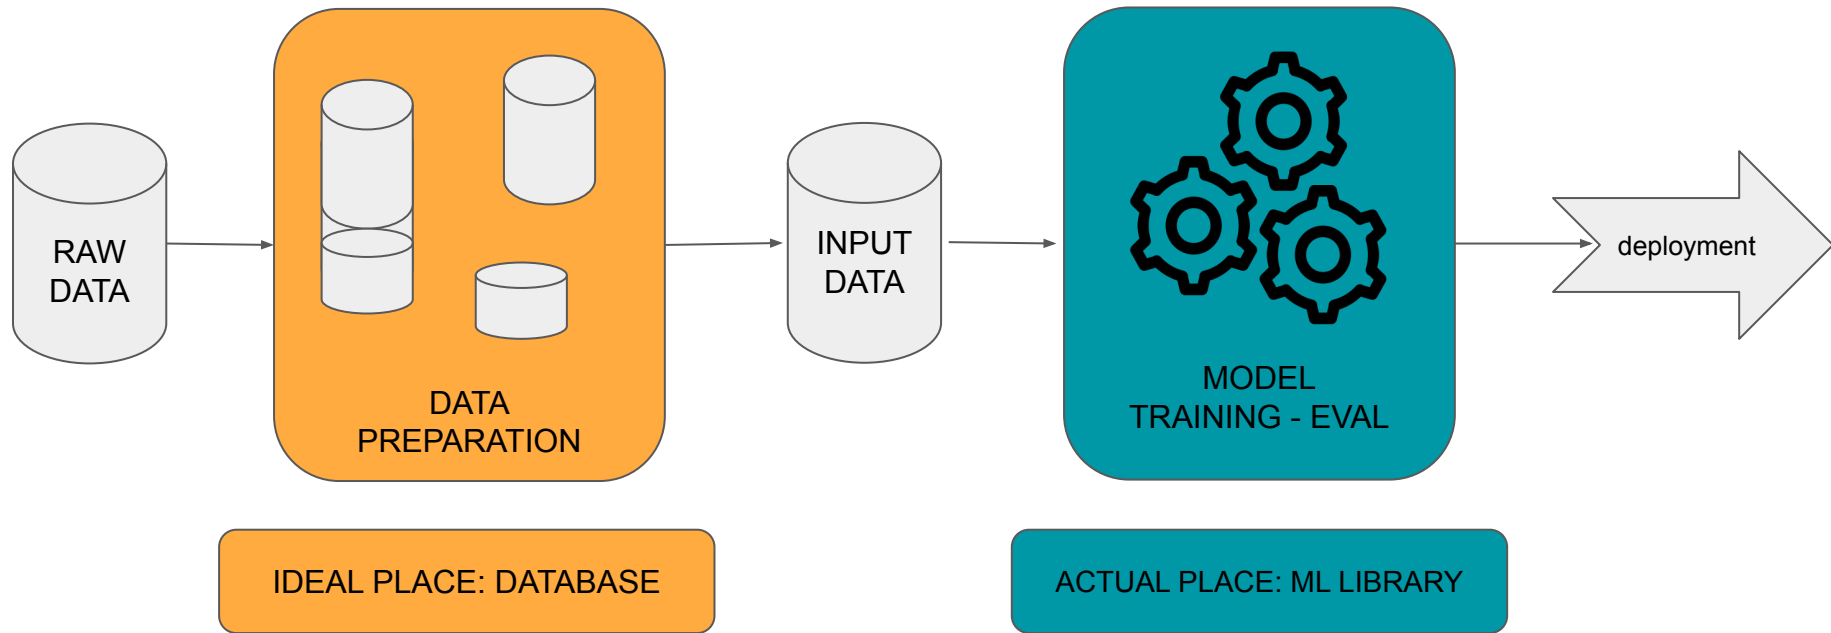 RAW
DATA
DATA
PREPARATION
INPUT
DATA
MODEL
TRAINING - EVAL
deployment
IDEAL PLACE: DATABASE
ACTUAL PLACE: ML LIBRARY